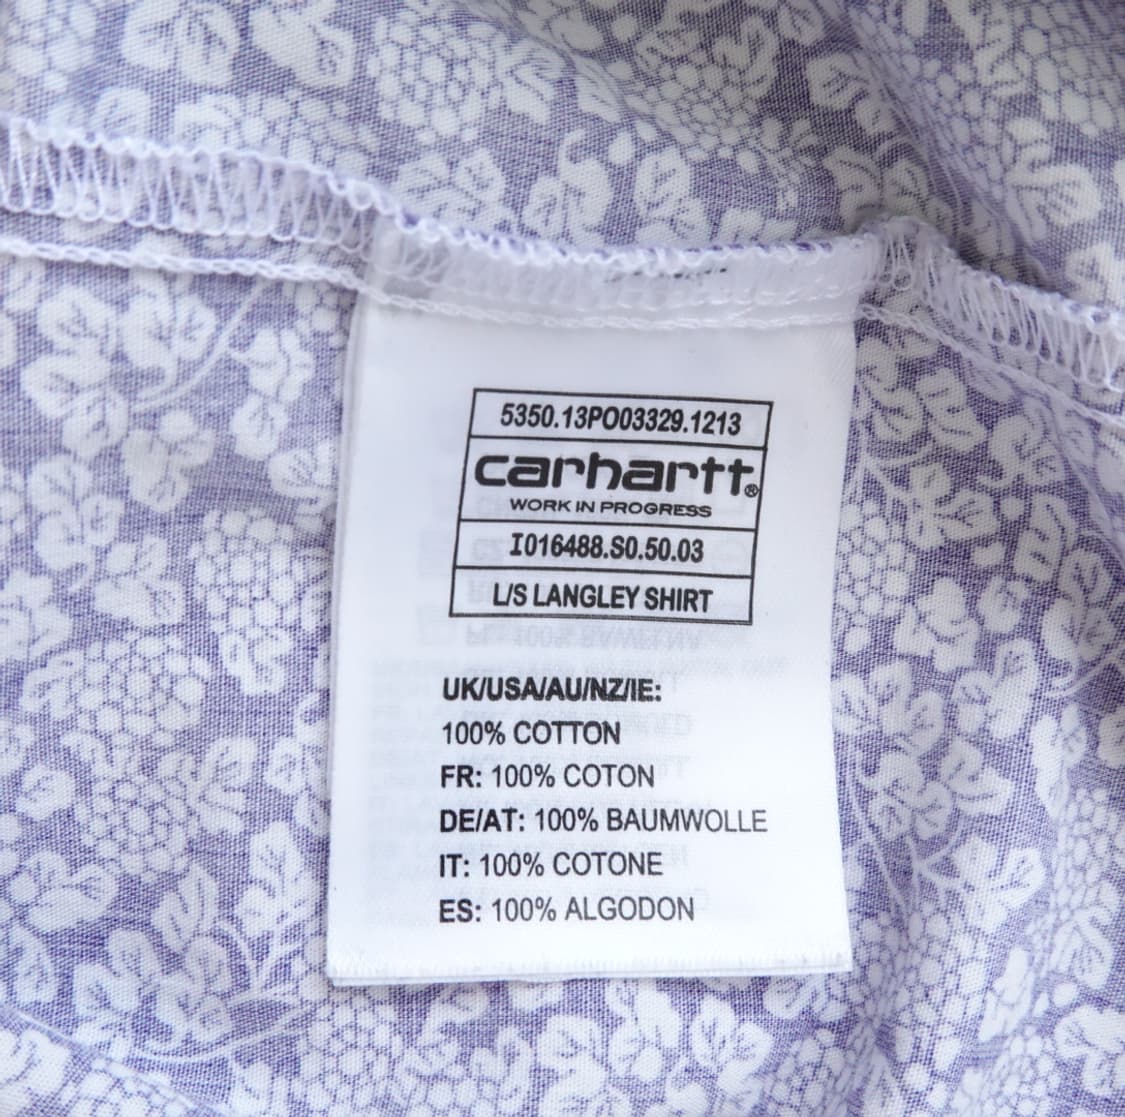 5350.13PO03329.1213
carhartt®
WORK IN PROGRESS
I016488.S0.50.03
L/S LANGLEY SHIRT
UK/USA/AU/NZ/IE:
100% COTTON
FR: 100% COTON
DE/AT: 100% BAUMWOLLE
IT: 100% COTONE
ES: 100% ALGODON